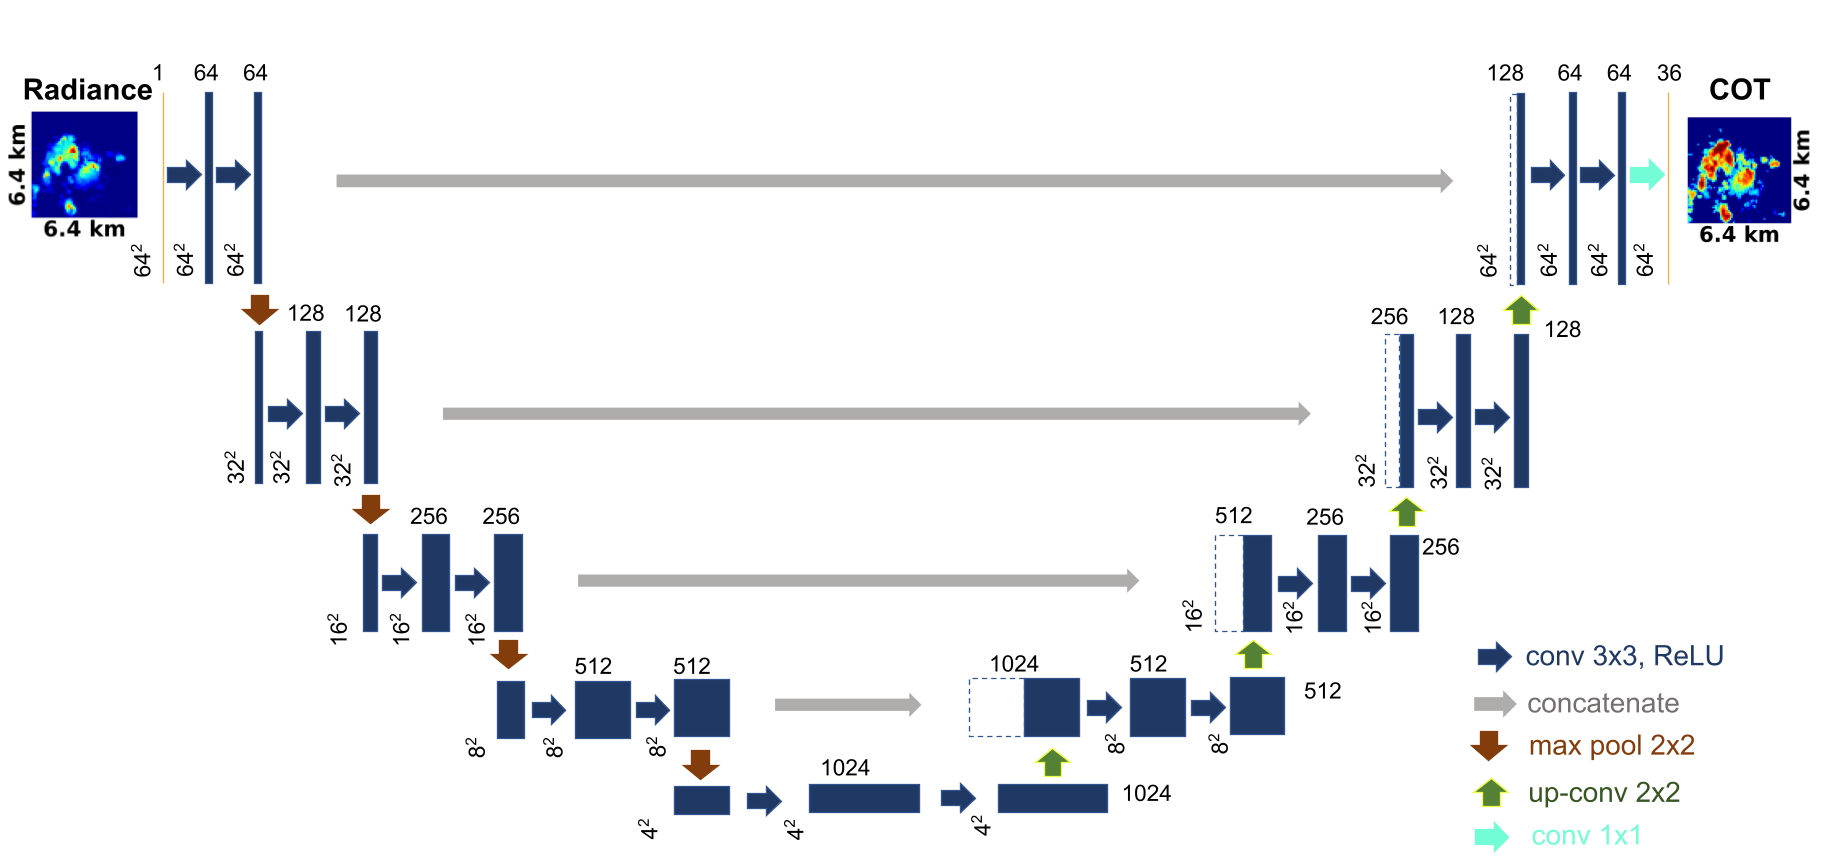 1 64 64
Radiance
6.4 km
6.4 km
64² 64² 64²
128 64 64 36
COT
6.4 km
6.4 km
64² 64² 64² 64²
128 128
32² 32² 32²
256 128 128
32² 32² 32²
256 256
16² 16² 16²
512 256 256
16² 16² 16²
512 512
8² 8² 8²
1024 512 512
8² 8²
1024 1024
4² 4² 4²
conv 3x3, ReLU
concatenate
max pool 2x2
up-conv 2x2
conv 1x1